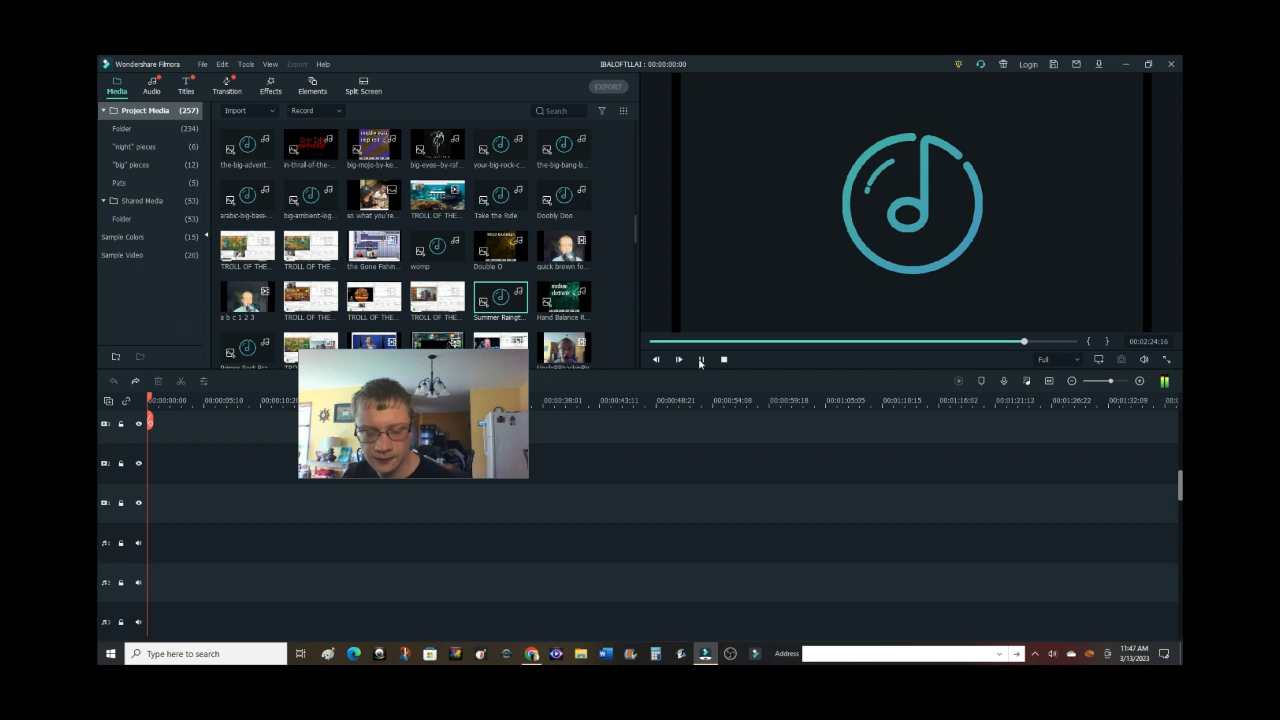 Wondershare Filmora File Edit Tools View Export Help IBALOFTLLAI : 00:00:00:00 Login
Media Audio Titles Transition Effects Elements Split Screen EXPORT
Project Media (257) Import Record Search
Folder (234)
"night" pieces (6)
"big" pieces (12)
Pats (5)
Shared Media (53)
Folder (53)
Sample Colors (15)
Sample Video (20)
the-big-advent... in-thrall-of-the-... big-mojo-by-ke... big-eyes--by-raf... your-big-rock-c... the-big-bang-b...
arabic-big-bass-... big-ambient-log... so what you're... TROLL OF THE... Take the Ride Doobly Doo
TROLL OF THE... TROLL OF THE... the Gone Fishin... womp Double O quick brown fo...
a b c 1 2 3 TROLL OF THE... TROLL OF THE... TROLL OF THE... Summer Raingt... Hand Balance R...
00:02:24:16
Full
00:00:00:00 00:00:05:10 00:00:10:20 00:00:38:01 00:00:43:11 00:00:48:21 00:00:54:08 00:00:59:18 00:01:05:05 00:01:10:15 00:01:16:02 00:01:21:12 00:01:26:22 00:01:32:09
Type here to search Address 11:47 AM
3/13/2023